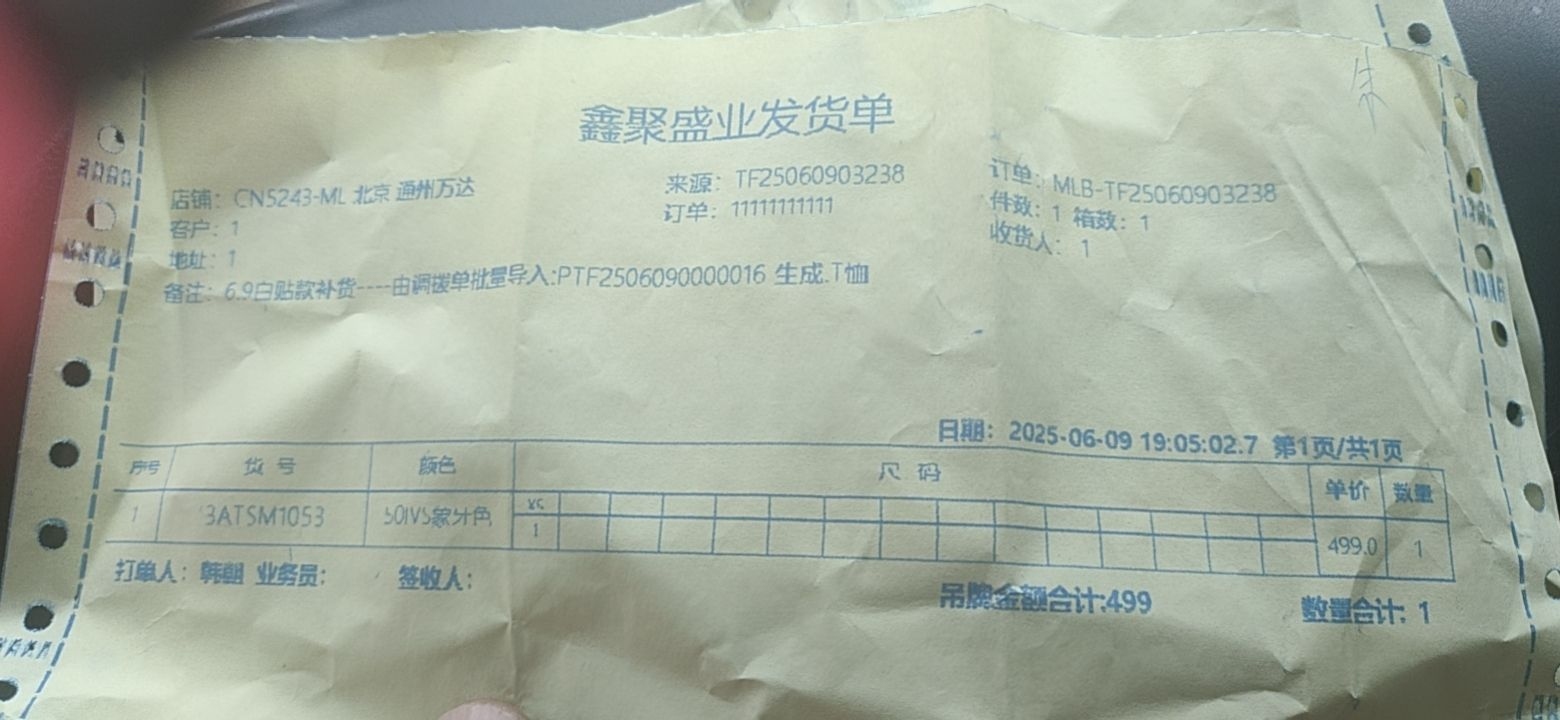 鑫聚盛业发货单
店铺: CN5243-ML 北京 通州万达 来源: TF25060903238 订单: MLB-TF25060903238
客户: 1 订单: 11111111111 件数: 1 箱数: 1
地址: 1 收货人: 1
备注: 6.9白贴款补货----由调拨单批量导入:PTF2506090000016 生成.T恤
日期: 2025-06-09 19:05:02.7 第1页/共1页
序号 货号 颜色 尺码 单价 数量
XS
1 3ATSM1053 50IVS象牙色 1 499.0 1
打单人: 韩朝 业务员: 签收人:
吊牌金额合计:499 数量合计: 1